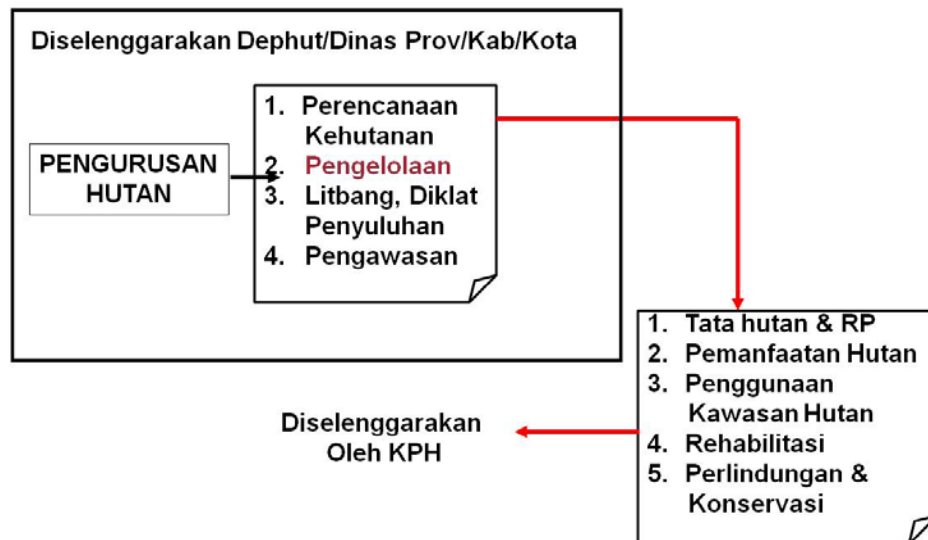 Diselenggarakan Dephut/Dinas Prov/Kab/Kota
PENGURUSAN
HUTAN
1. Perencanaan
Kehutanan
2. Pengelolaan
3. Litbang, Diklat
Penyuluhan
4. Pengawasan
1. Tata hutan & RP
2. Pemanfaatan Hutan
3. Penggunaan
Kawasan Hutan
4. Rehabilitasi
5. Perlindungan &
Konservasi
Diselenggarakan
Oleh KPH